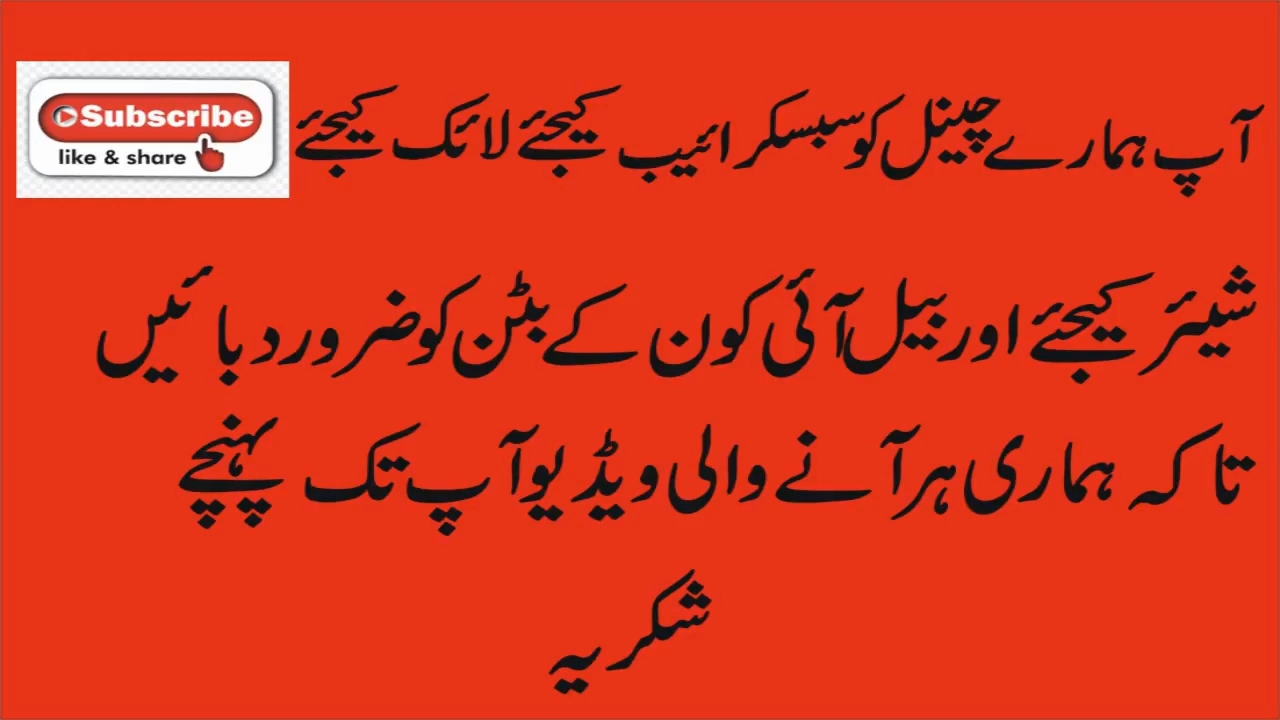 آپ ہمارے چینل کو سبسکرائیب کیجئے لائک کیجئے
Subscribe
like & share
شیئر کیجئے اور بیل آئی کون کے بٹن کو ضرور دبائیں
تاکہ ہماری ہر آنے والی ویڈیو آپ تک پہنچے
شکریہ